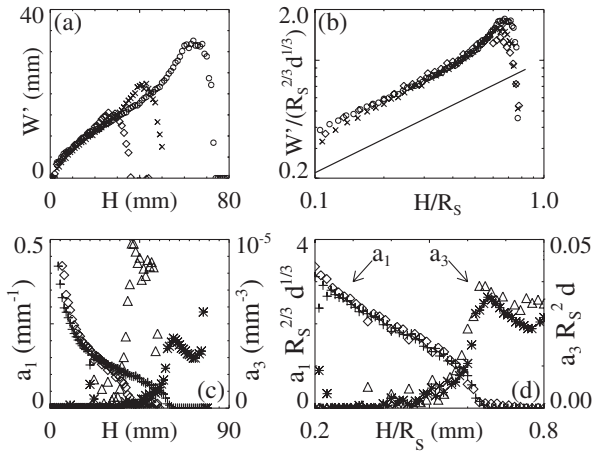 (a)
40
W' (mm)
0
0 H (mm) 80
(b)
2.0
W'/(R_S^{2/3} d^{1/3})
0.2
0.1 H/R_S 1.0
0.5 10^{-5}
a_1 (mm^{-1})
a_3 (mm^{-3})
(c)
0 0
0 H (mm) 90
4 0.05
a_1 a_3
a_1 R_S^{2/3} d^{1/3}
a_3 R_S^2 d
(d)
0 0.00
0.2 H/R_S (mm) 0.8